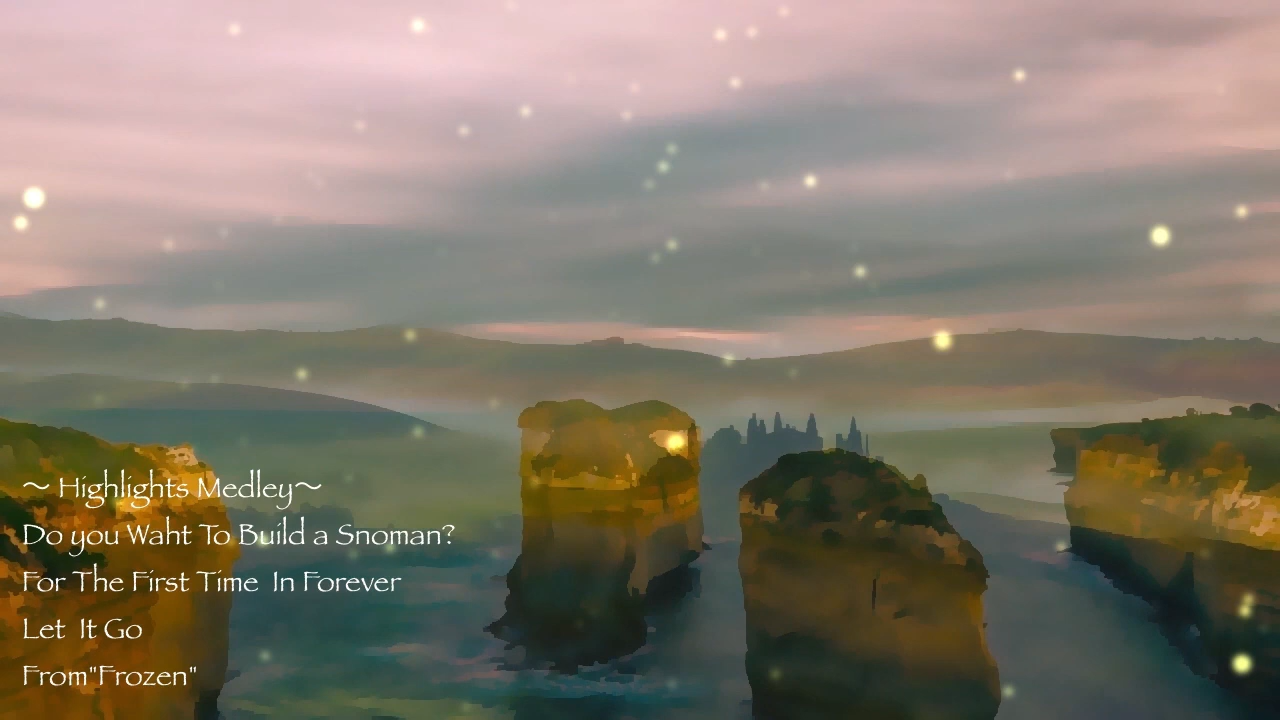 ～ Highlights Medley～
Do you Waht To Build a Snoman?
For The First Time In Forever
Let It Go
From"Frozen"